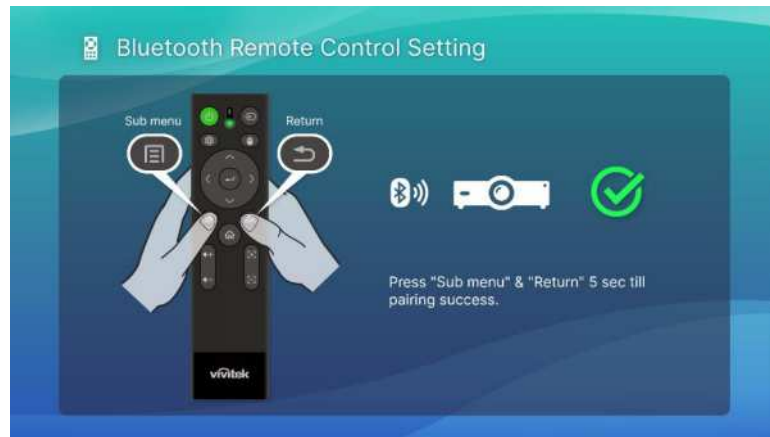 Bluetooth Remote Control Setting
Sub menu
Return
Press "Sub menu" & "Return" 5 sec till
pairing success.
vivitek